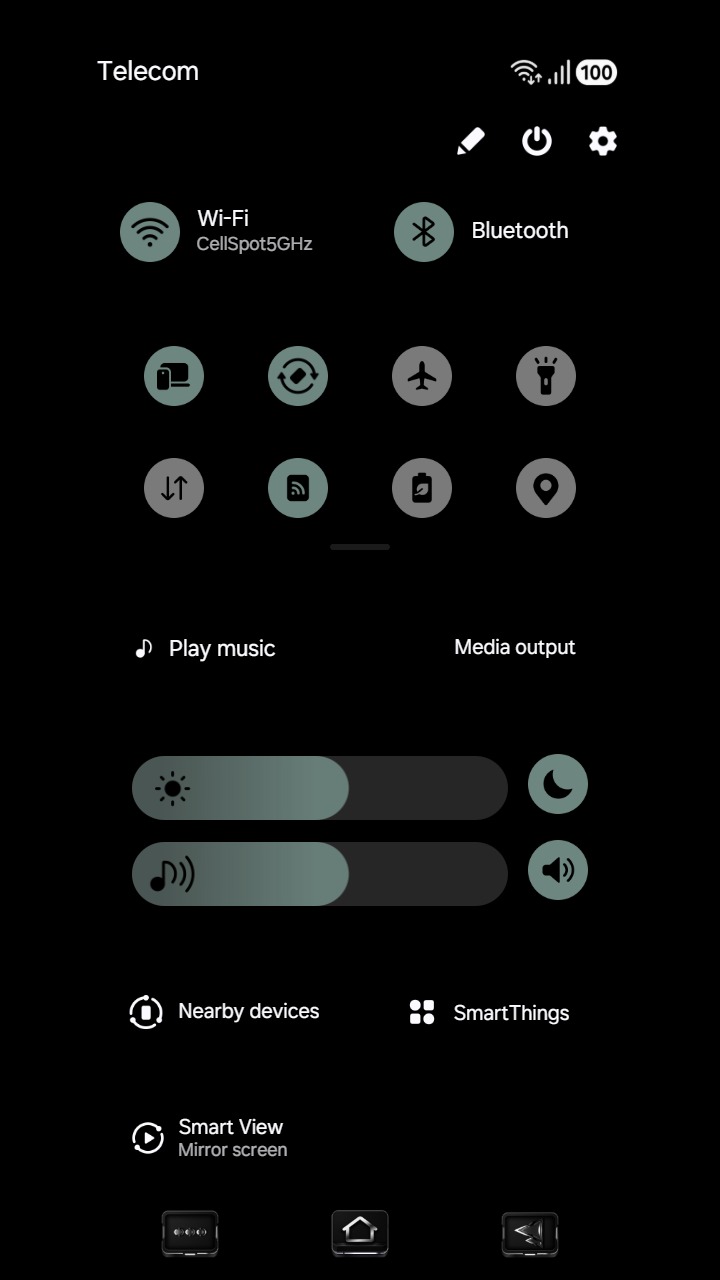 Telecom
100
Wi-Fi
CellSpot5GHz
Bluetooth
Play music
Media output
Nearby devices
SmartThings
Smart View
Mirror screen